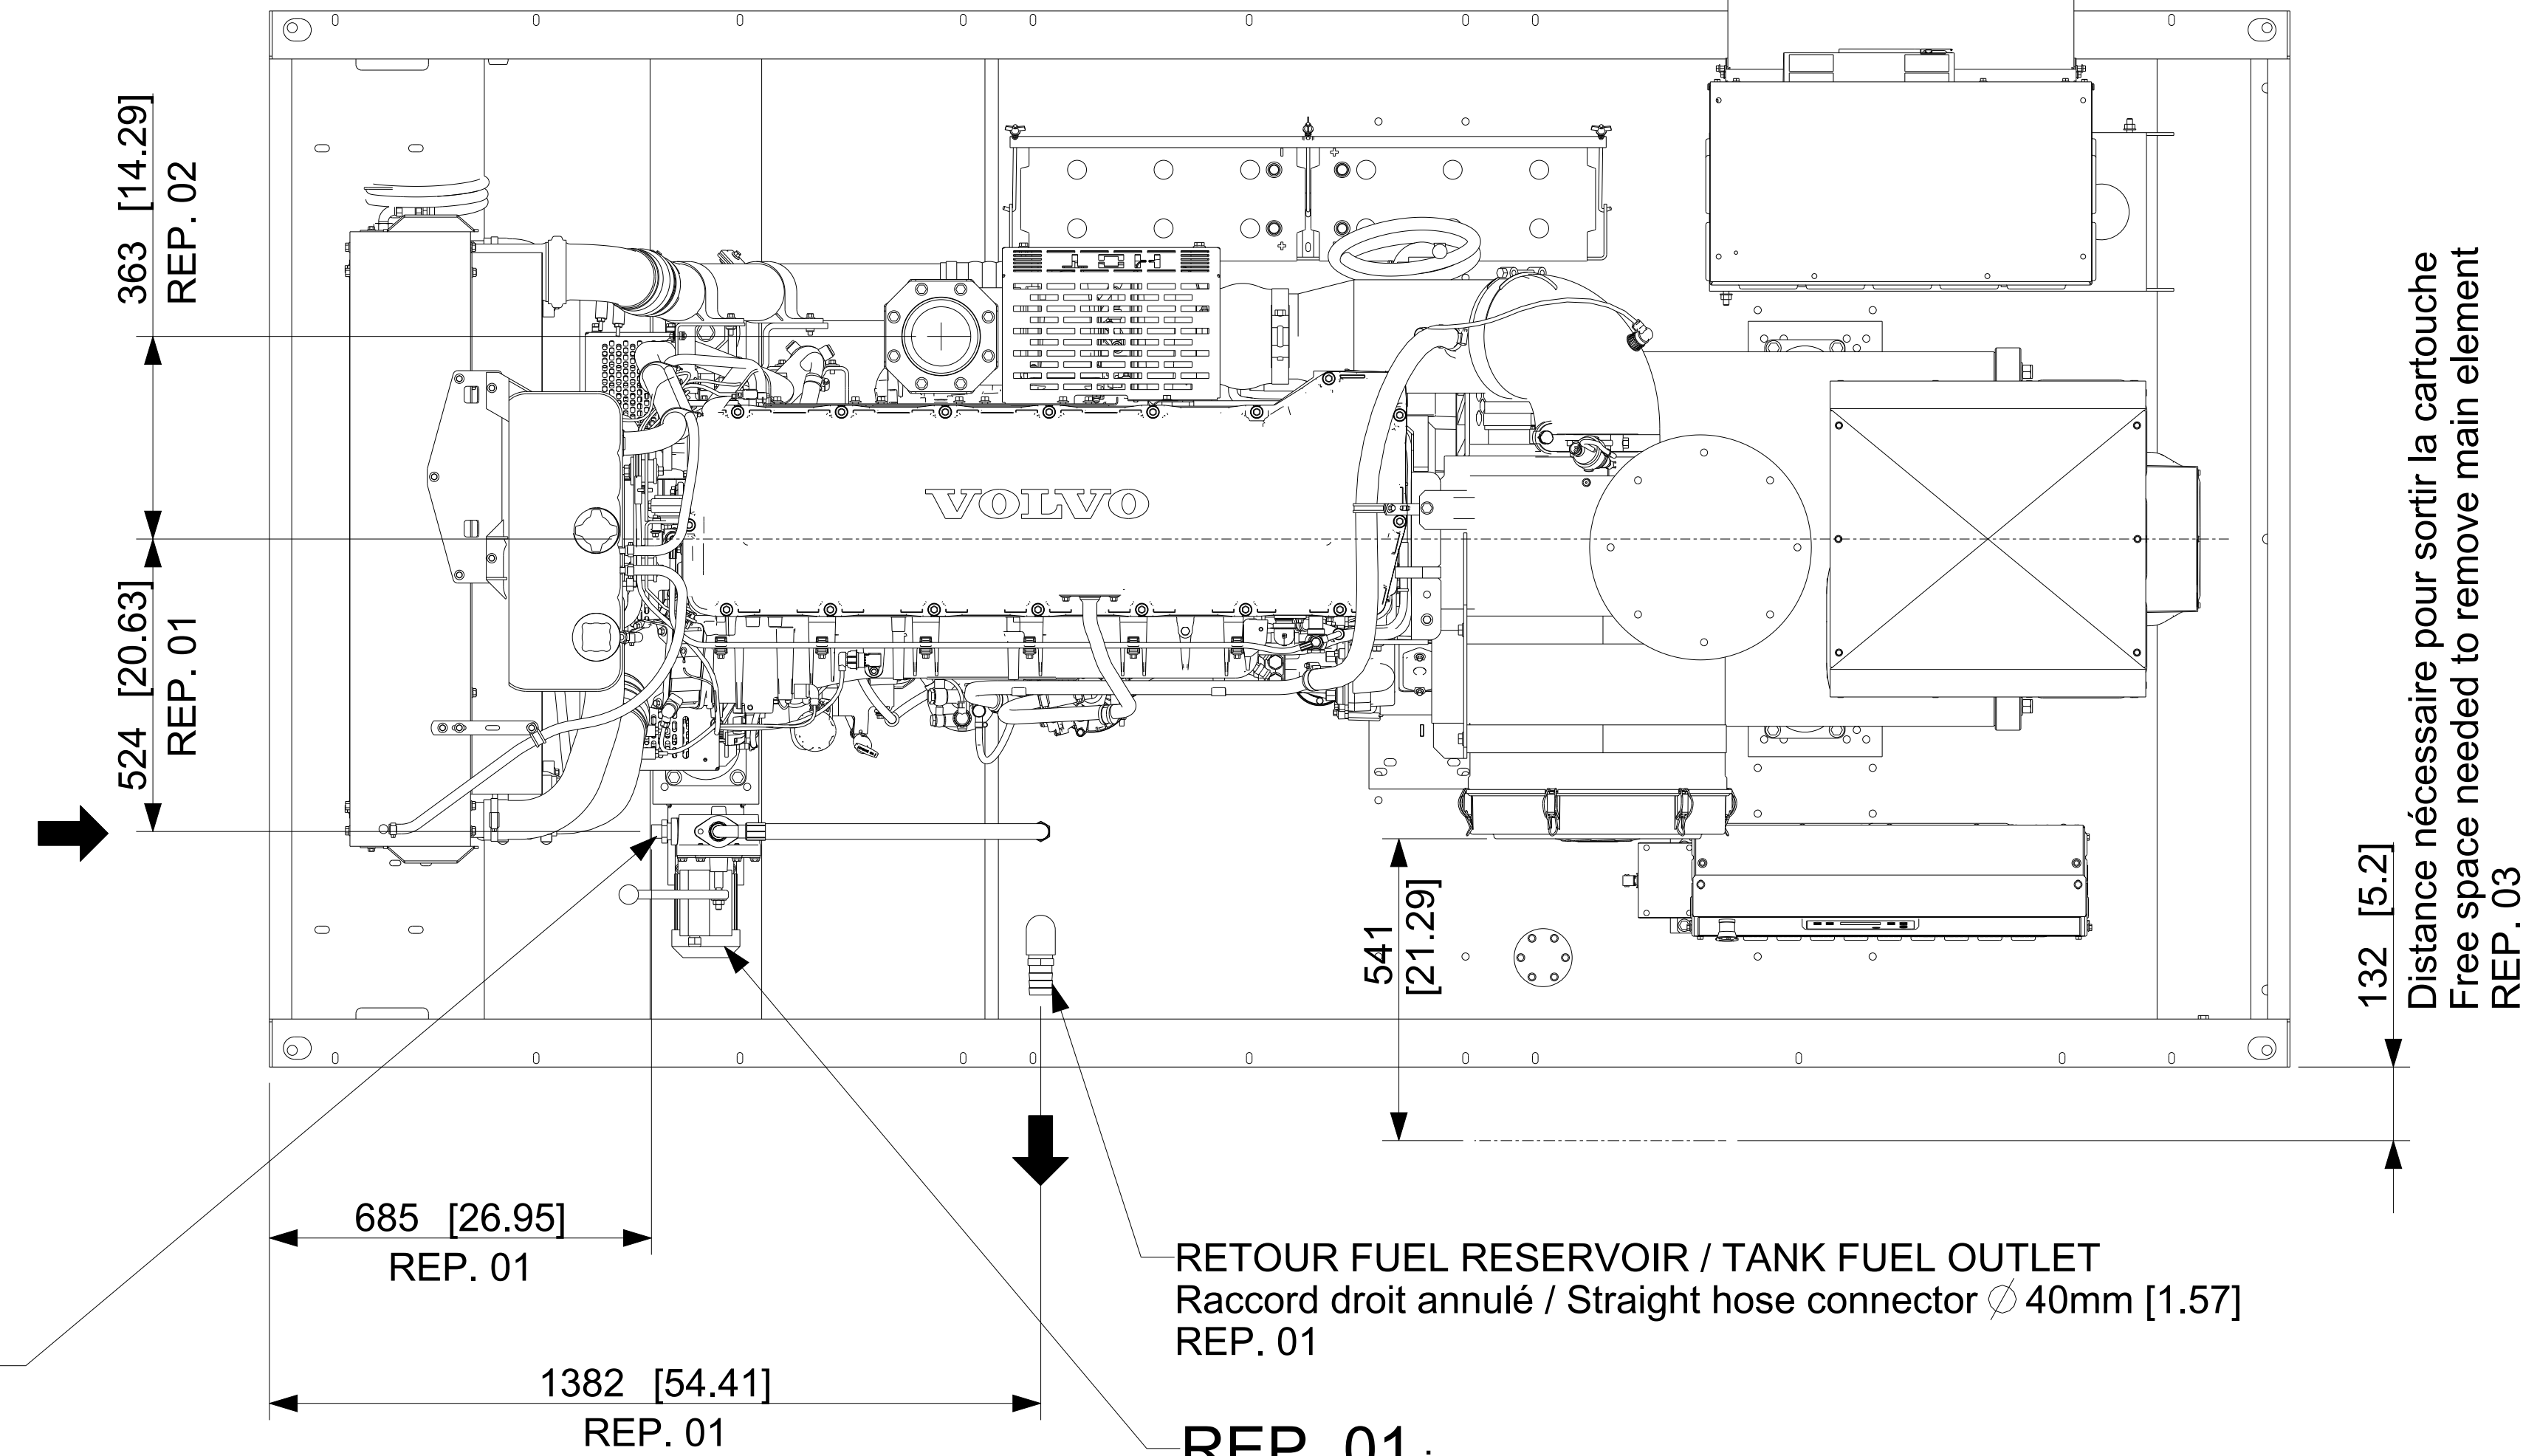 363 [14.29]
REP. 02
524 [20.63]
REP. 01
VOLVO
541
[21.29]
132 [5.2]
Distance nécessaire pour sortir la cartouche
Free space needed to remove main element
REP. 03
685 [26.95]
REP. 01
RETOUR FUEL RESERVOIR / TANK FUEL OUTLET
Raccord droit annulé / Straight hose connector ∅ 40mm [1.57]
REP. 01
1382 [54.41]
REP. 01
REP. 01